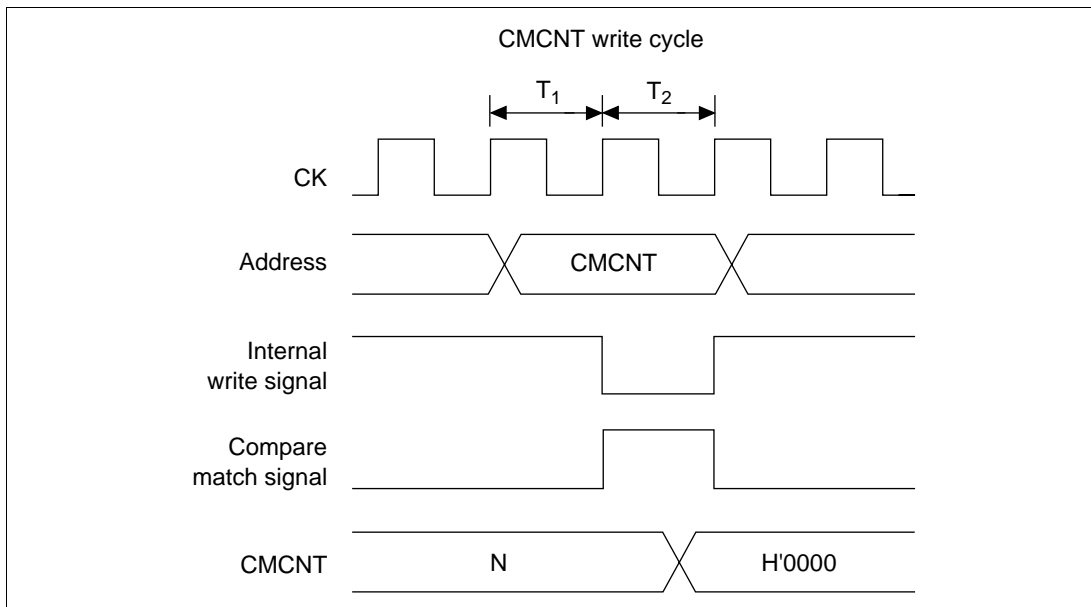 CMCNT write cycle
T1 T2
CK
Address CMCNT
Internal
write signal
Compare
match signal
CMCNT N H'0000